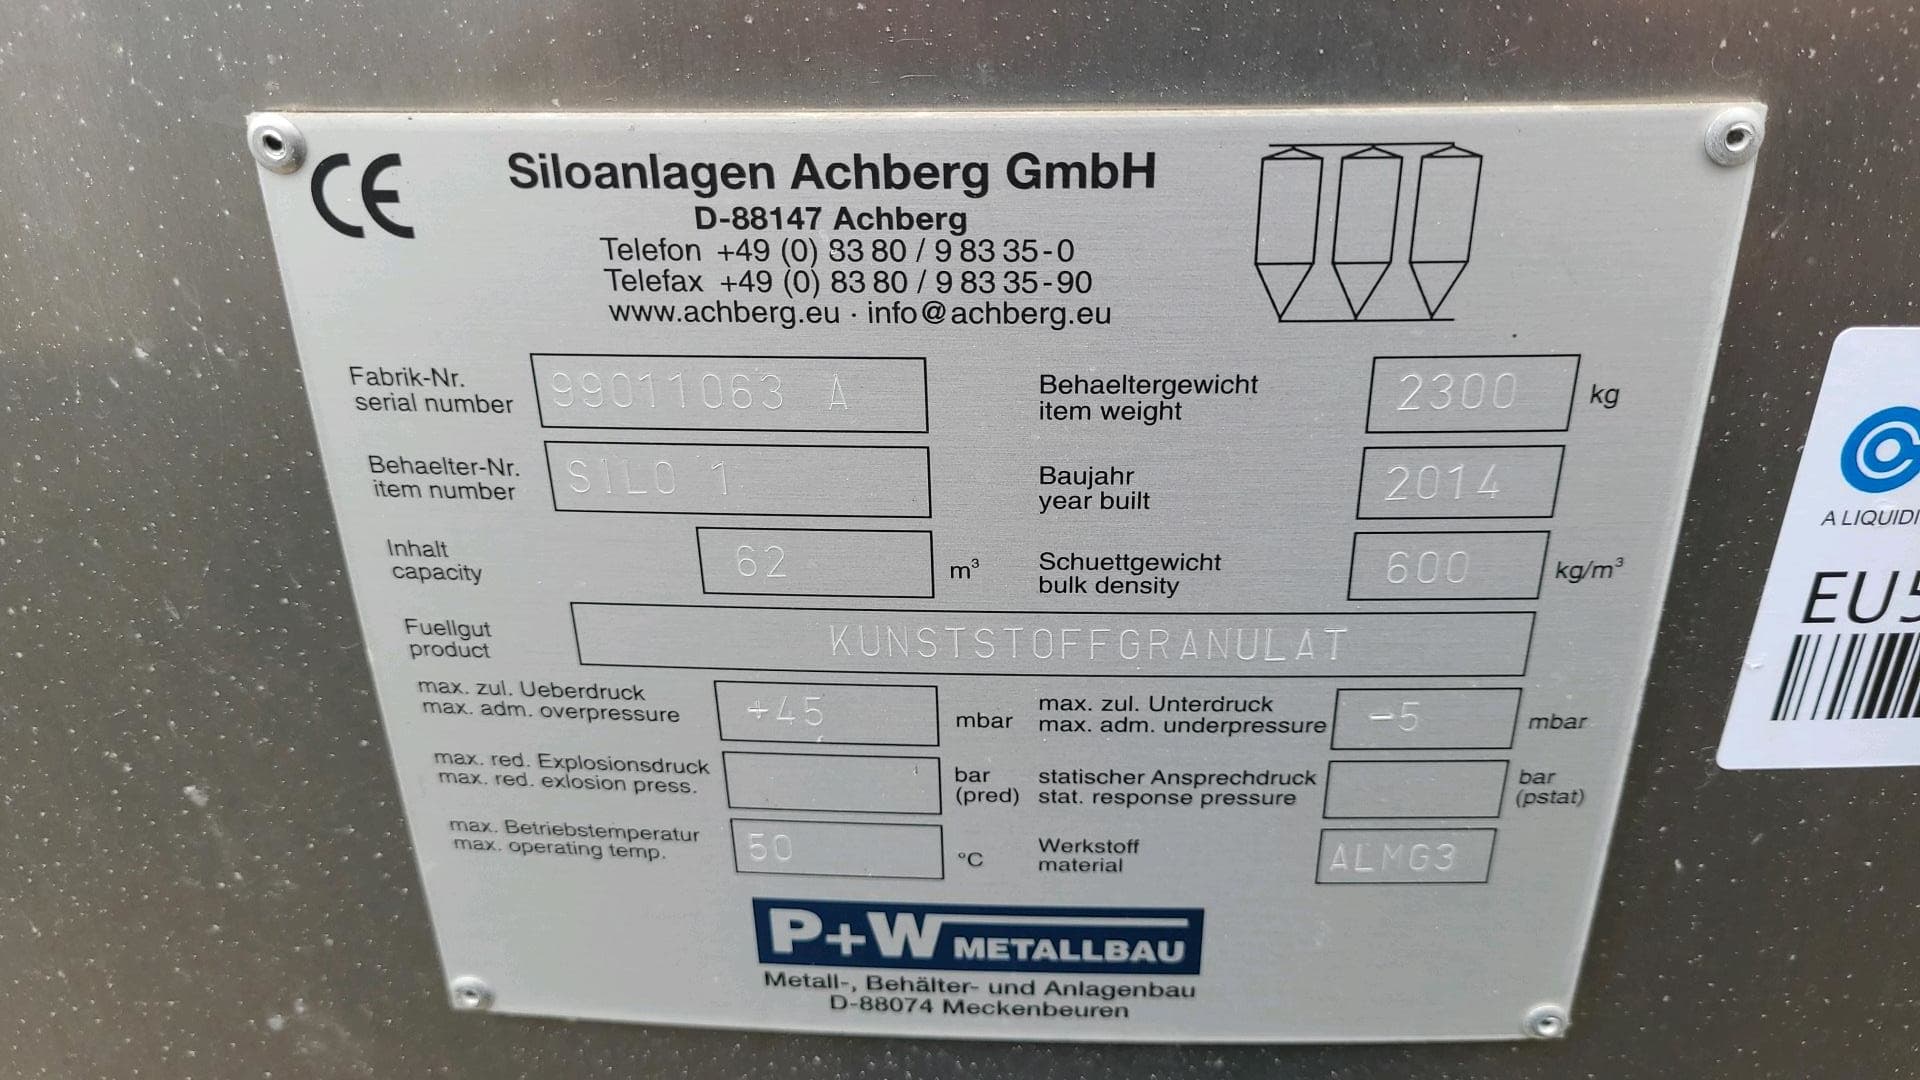 CE
Siloanlagen Achberg GmbH
D-88147 Achberg
Telefon +49 (0) 83 80 / 9 83 35-0
Telefax +49 (0) 83 80 / 9 83 35-90
www.achberg.eu · info@achberg.eu
Fabrik-Nr.
serial number
99011063 A
Behaeltergewicht
item weight
2300 kg
Behaelter-Nr.
item number
SILO 1
Baujahr
year built
2014
Inhalt
capacity
62 m³
Schuettgewicht
bulk density
600 kg/m³
Fuellgut
product
KUNSTSTOFFGRANULAT
max. zul. Ueberdruck
max. adm. overpressure
+45 mbar
max. zul. Unterdruck
max. adm. underpressure
-5 mbar
max. red. Explosionsdruck
max. red. exlosion press.
bar
(pred)
statischer Ansprechdruck
stat. response pressure
bar
(pstat)
max. Betriebstemperatur
max. operating temp.
50 °C
Werkstoff
material
ALMG3
P+W METALLBAU
Metall-, Behälter- und Anlagenbau
D-88074 Meckenbeuren
A LIQUIDI
EU5